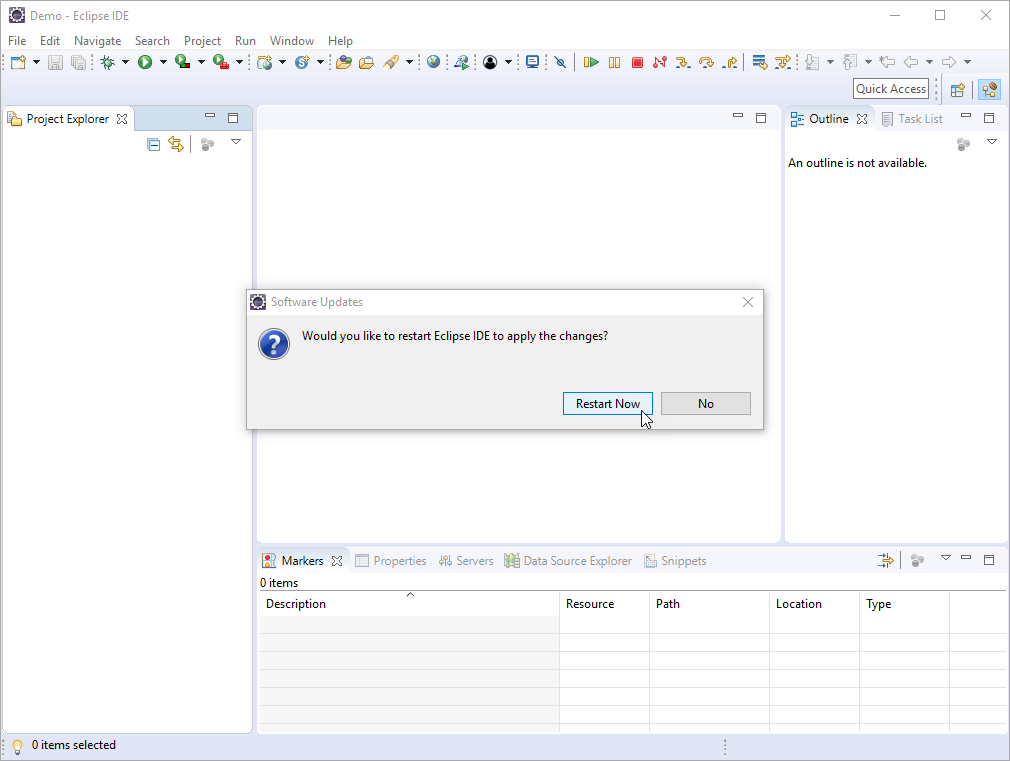 Demo - Eclipse IDE
File Edit Navigate Search Project Run Window Help
Quick Access
Project Explorer
Outline Task List
An outline is not available.
Software Updates
Would you like to restart Eclipse IDE to apply the changes?
Restart Now No
Markers Properties Servers Data Source Explorer Snippets
0 items
Description Resource Path Location Type
0 items selected